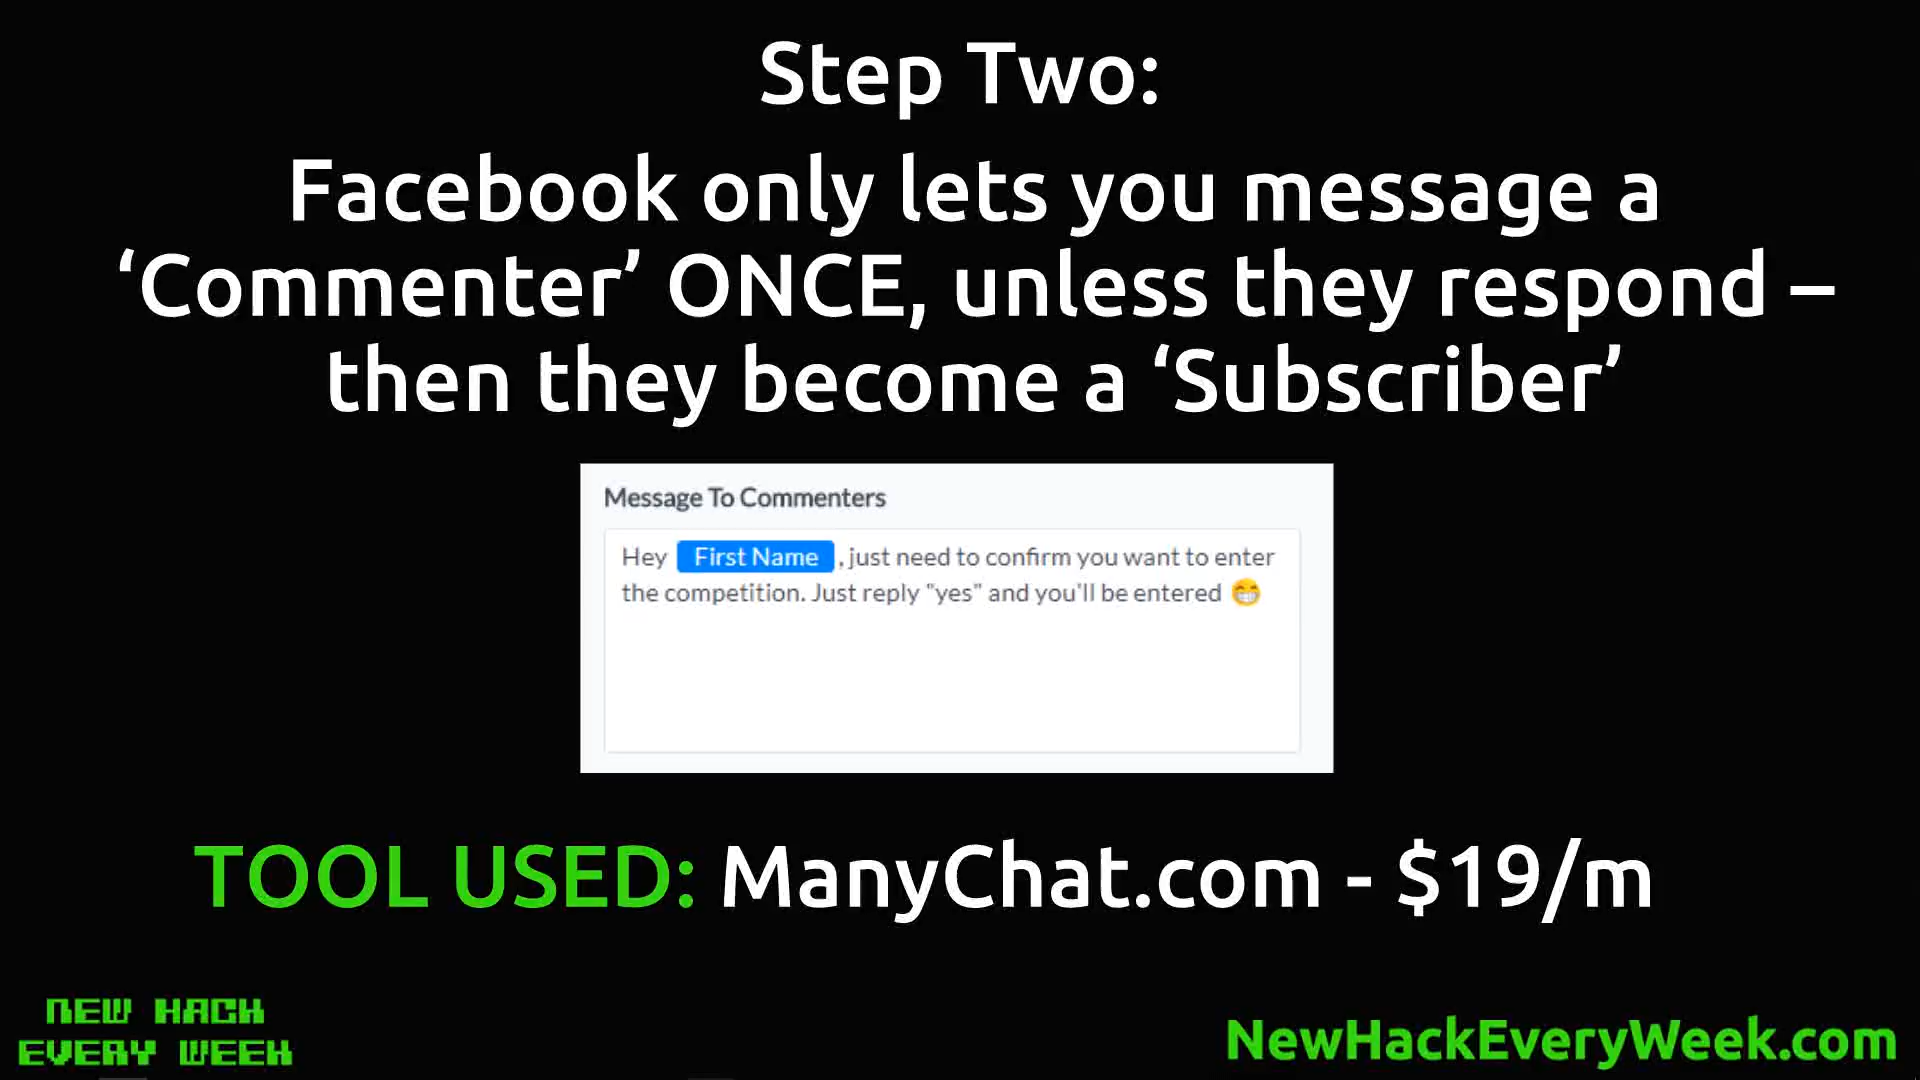 Step Two:
Facebook only lets you message a
‘Commenter’ ONCE, unless they respond –
then they become a ‘Subscriber’
Message To Commenters
Hey First Name , just need to confirm you want to enter
the competition. Just reply "yes" and you'll be entered 😁
TOOL USED: ManyChat.com - $19/m
NEW HACK
EVERY WEEK
NewHackEveryWeek.com